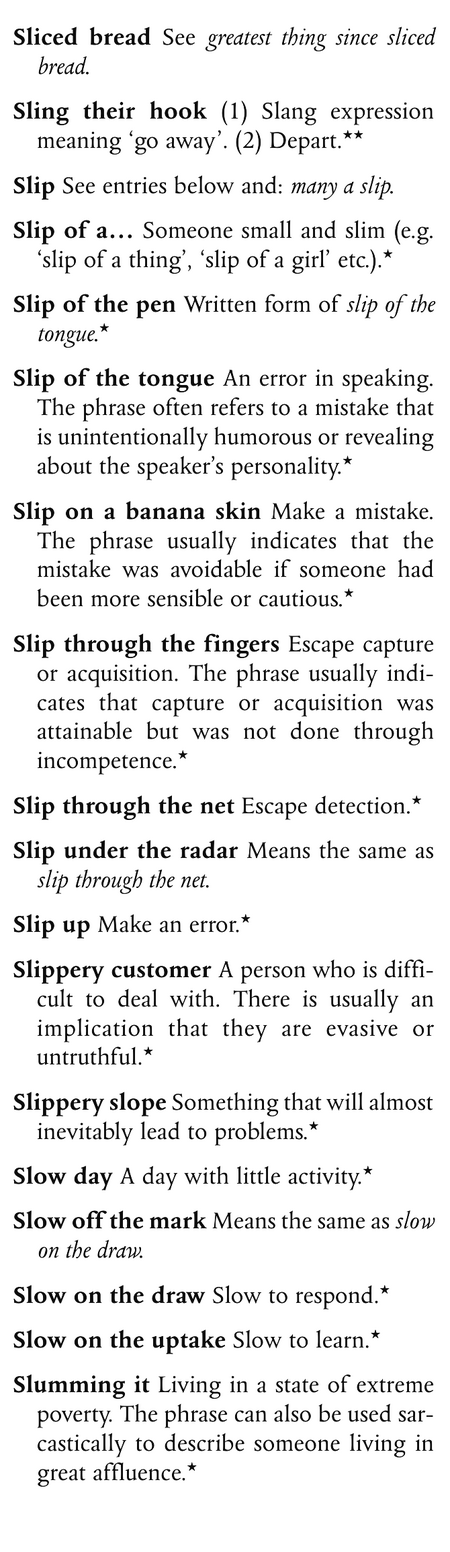 Sliced bread See greatest thing since sliced
bread.
Sling their hook (1) Slang expression
meaning ‘go away’. (2) Depart.★★
Slip See entries below and: many a slip.
Slip of a… Someone small and slim (e.g.
‘slip of a thing’, ‘slip of a girl’ etc.).★
Slip of the pen Written form of slip of the
tongue.★
Slip of the tongue An error in speaking.
The phrase often refers to a mistake that
is unintentionally humorous or revealing
about the speaker’s personality.★
Slip on a banana skin Make a mistake.
The phrase usually indicates that the
mistake was avoidable if someone had
been more sensible or cautious.★
Slip through the fingers Escape capture
or acquisition. The phrase usually indi-
cates that capture or acquisition was
attainable but was not done through
incompetence.★
Slip through the net Escape detection.★
Slip under the radar Means the same as
slip through the net.
Slip up Make an error.★
Slippery customer A person who is diffi-
cult to deal with. There is usually an
implication that they are evasive or
untruthful.★
Slippery slope Something that will almost
inevitably lead to problems.★
Slow day A day with little activity.★
Slow off the mark Means the same as slow
on the draw.
Slow on the draw Slow to respond.★
Slow on the uptake Slow to learn.★
Slumming it Living in a state of extreme
poverty. The phrase can also be used sar-
castically to describe someone living in
great affluence.★